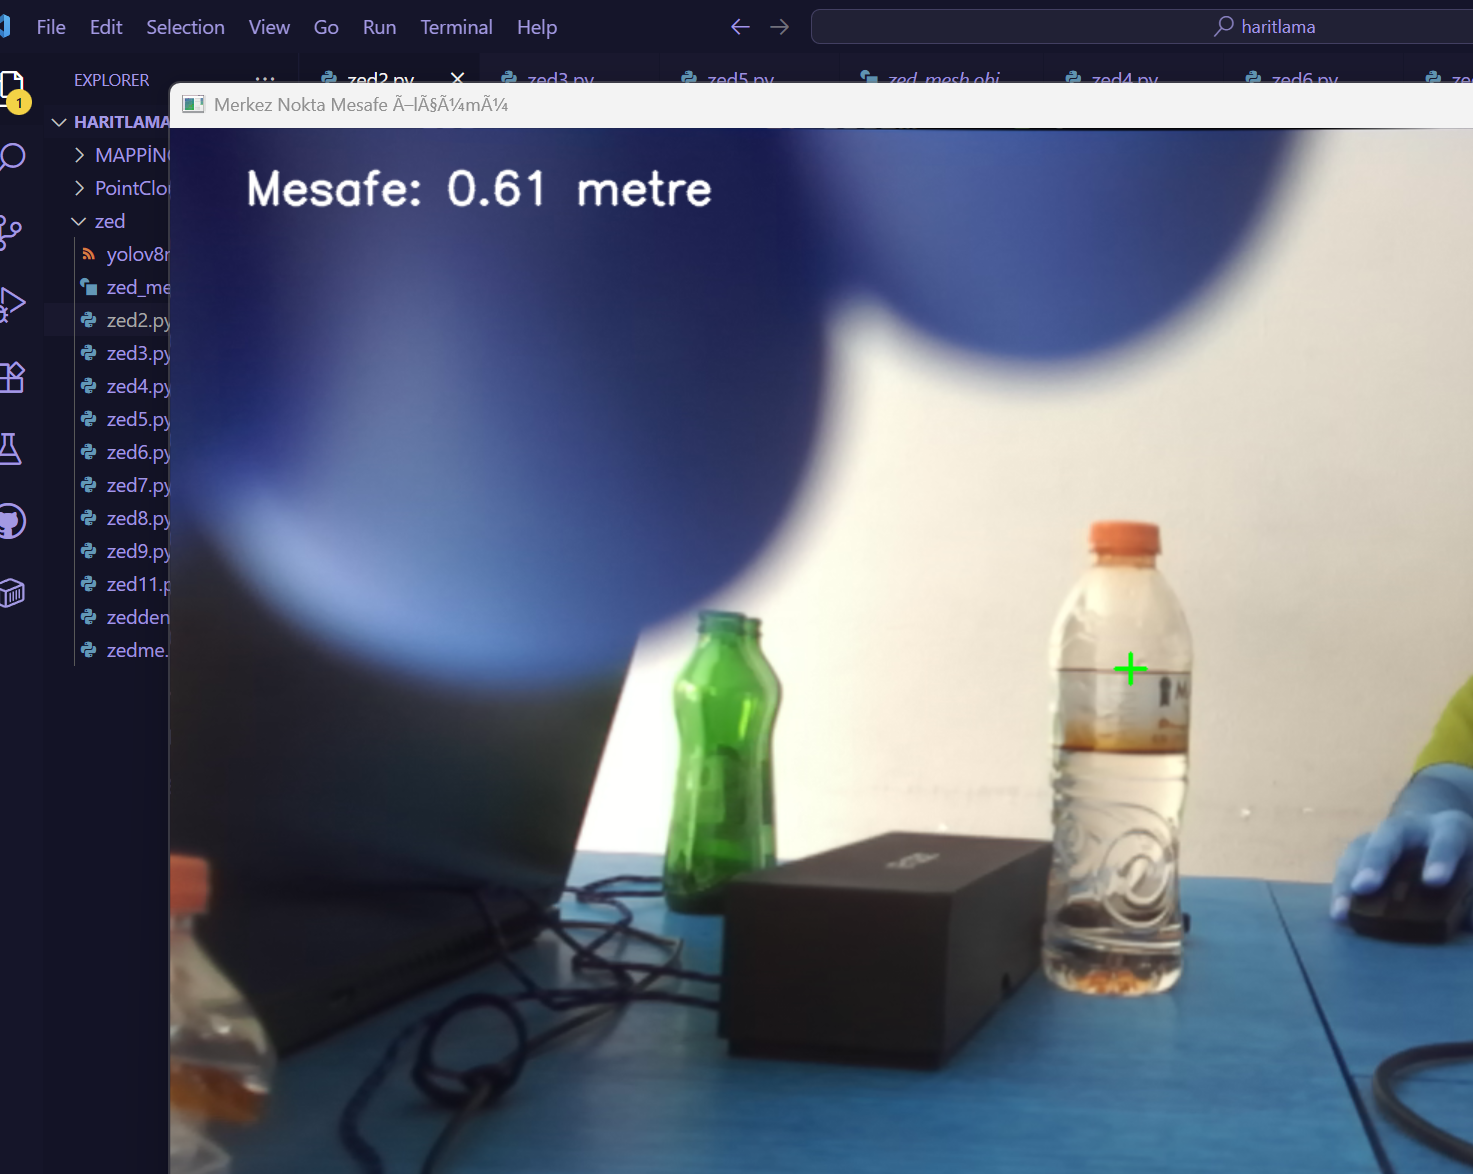 File Edit Selection View Go Run Terminal Help
haritlama
EXPLORER
zed2.py
zed3.py
zed5.py
zed_mesh.obj
zed4.py
zed6.py
1
Merkez Nokta Mesafe Ã–lÃ§Ã¼mÃ¼
HARITLAMA
MAPPİN
PointClo
zed
yolov8
zed_me
zed2.py
zed3.py
zed4.py
zed5.py
zed6.py
zed7.py
zed8.py
zed9.py
zed11.p
zedden
zedme.
Mesafe: 0.61 metre